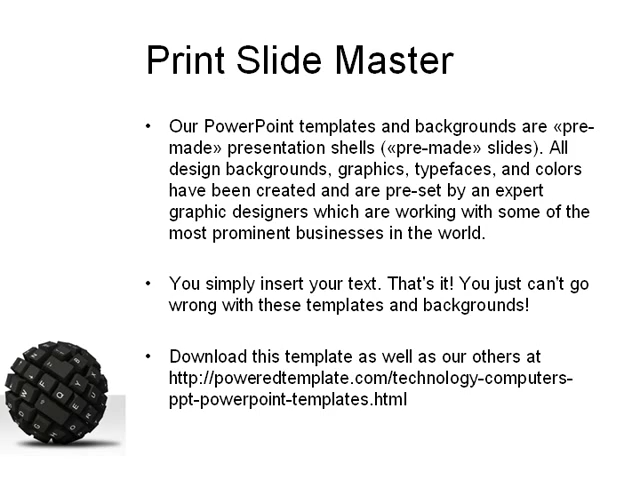 Print Slide Master
• Our PowerPoint templates and backgrounds are «pre-
made» presentation shells («pre-made» slides). All
design backgrounds, graphics, typefaces, and colors
have been created and are pre-set by an expert
graphic designers which are working with some of the
most prominent businesses in the world.
• You simply insert your text. That's it! You just can't go
wrong with these templates and backgrounds!
• Download this template as well as our others at
http://poweredtemplate.com/technology-computers-
ppt-powerpoint-templates.html